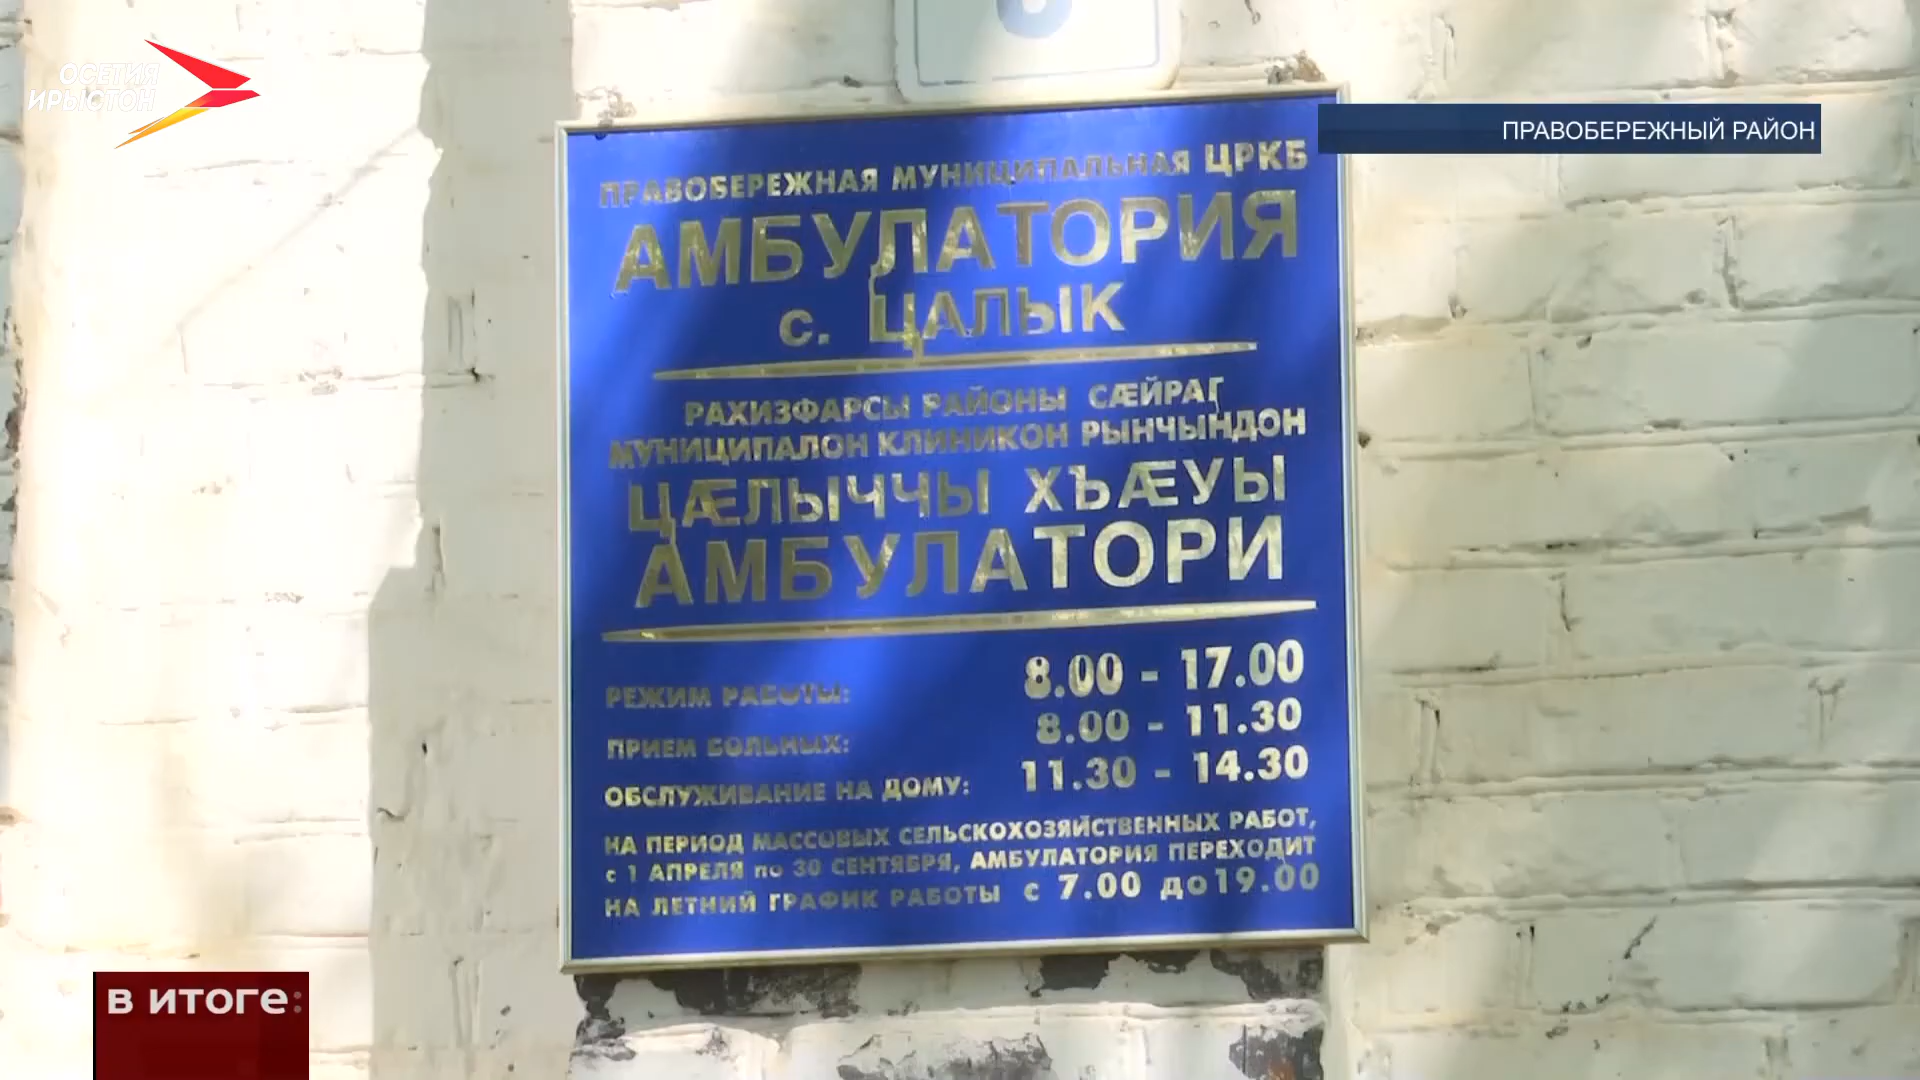 ОСЕТИЯ
ИРЫСТОН
ПРАВОБЕРЕЖНЫЙ РАЙОН
ПРАВОБЕРЕЖНАЯ МУНИЦИПАЛЬНАЯ ЦРКБ
АМБУЛАТОРИЯ
с. ЦАЛЫК
РАХИЗФАРСЫ РАЙОНЫ СÆЙРАГ
МУНИЦИПАЛОН КЛИНИКОН РЫНЧЫНДОН
ЦÆЛЫЧЧЫ ХЪÆУЫ
АМБУЛАТОРИ
РЕЖИМ РАБОТЫ: 8.00 - 17.00
ПРИЕМ БОЛЬНЫХ: 8.00 - 11.30
ОБСЛУЖИВАНИЕ НА ДОМУ: 11.30 - 14.30
НА ПЕРИОД МАССОВЫХ СЕЛЬСКОХОЗЯЙСТВЕННЫХ РАБОТ,
с 1 АПРЕЛЯ по 30 СЕНТЯБРЯ, АМБУЛАТОРИЯ ПЕРЕХОДИТ
НА ЛЕТНИЙ ГРАФИК РАБОТЫ с 7.00 до 19.00
В ИТОГЕ: